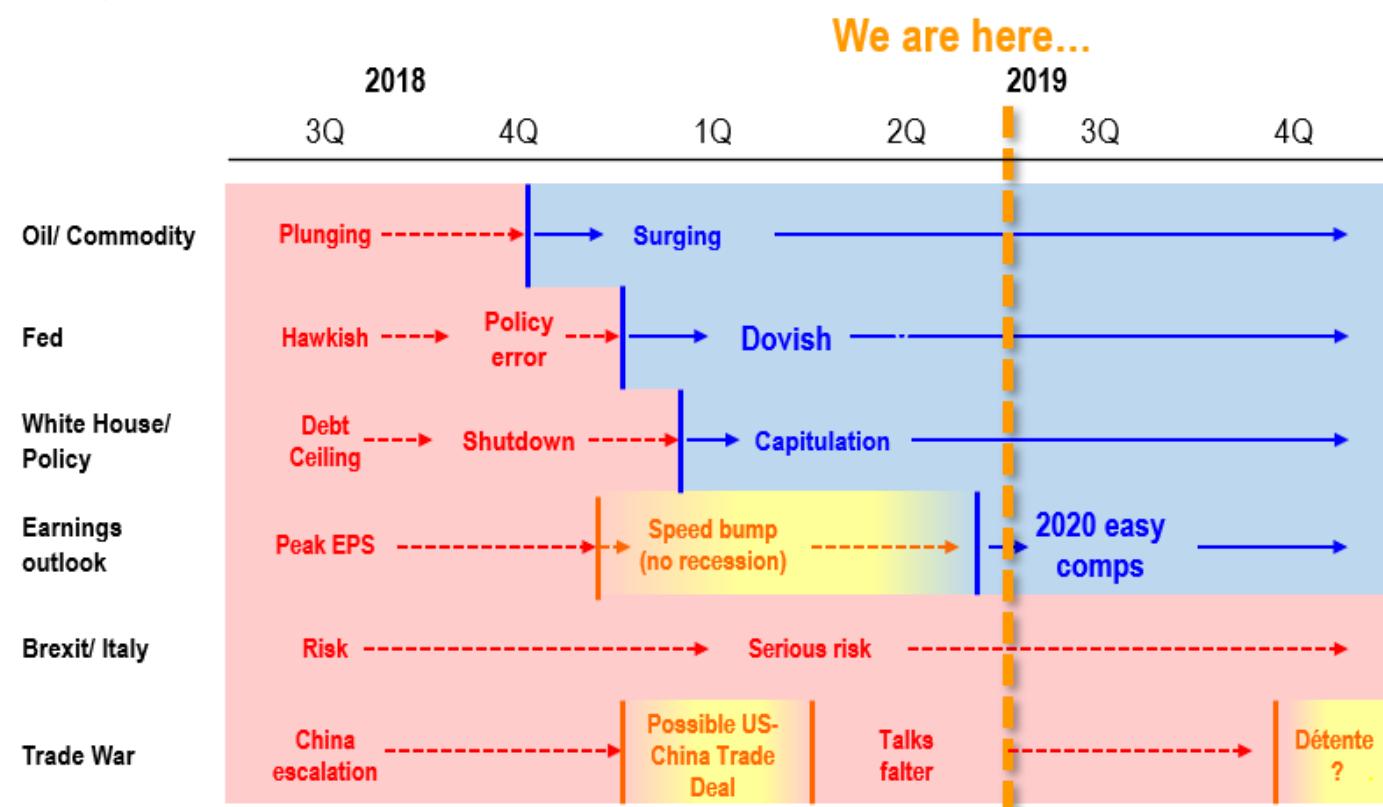 We are here…
2018
2019
3Q 4Q 1Q 2Q 3Q 4Q
Oil/ Commodity
Plunging
Surging
Fed
Hawkish
Policy
error
Dovish
White House/
Policy
Debt
Ceiling
Shutdown
Capitulation
Earnings
outlook
Peak EPS
Speed bump
(no recession)
2020 easy
comps
Brexit/ Italy
Risk
Serious risk
Trade War
China
escalation
Possible US-
China Trade
Deal
Talks
falter
Détente
?